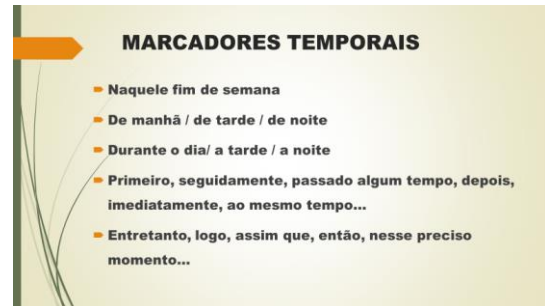 MARCADORES TEMPORAIS
Naquele fim de semana
De manhã / de tarde / de noite
Durante o dia/ a tarde / a noite
Primeiro, seguidamente, passado algum tempo, depois,
imediatamente, ao mesmo tempo...
Entretanto, logo, assim que, então, nesse preciso
momento...